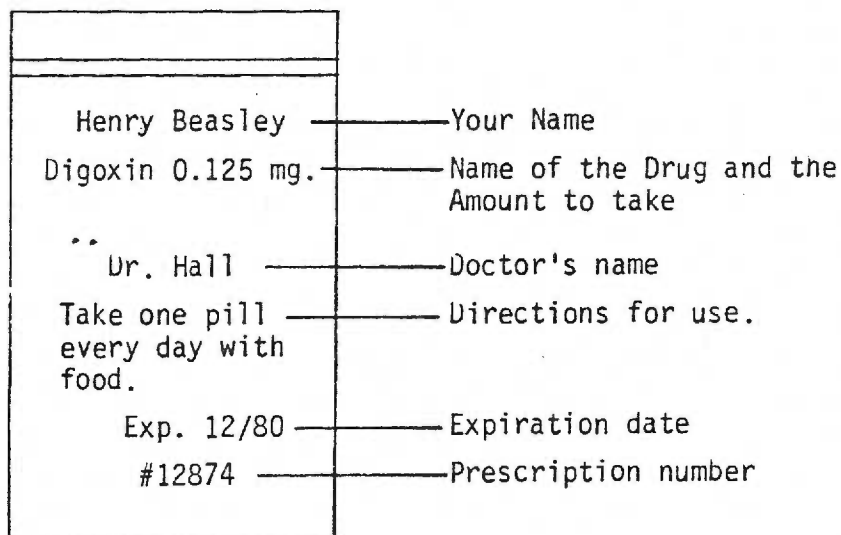 Henry Beasley Your Name
Digoxin 0.125 mg. Name of the Drug and the
Amount to take
Dr. Hall Doctor's name
Take one pill Directions for use.
every day with
food.
Exp. 12/80 Expiration date
#12874 Prescription number